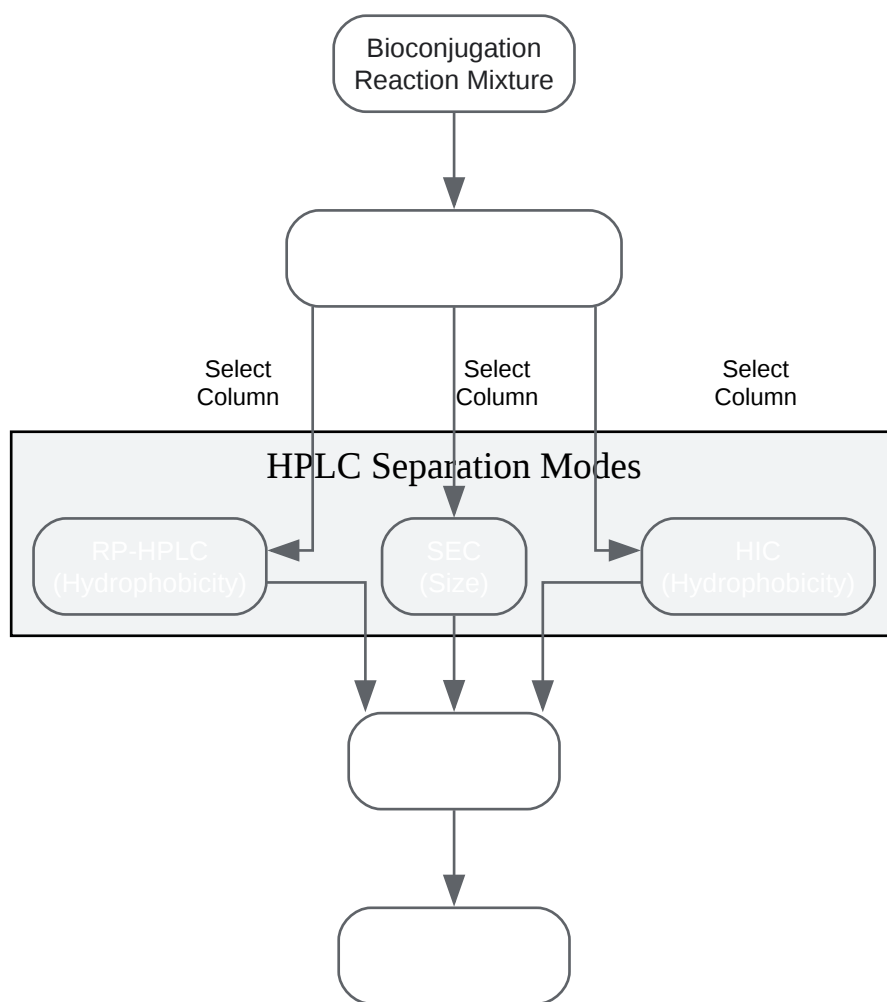 Bioconjugation
Reaction Mixture
Select
Column
Select
Column
Select
Column
HPLC Separation Modes
RP-HPLC
(Hydrophobicity)
SEC
(Size)
HIC
(Hydrophobicity)